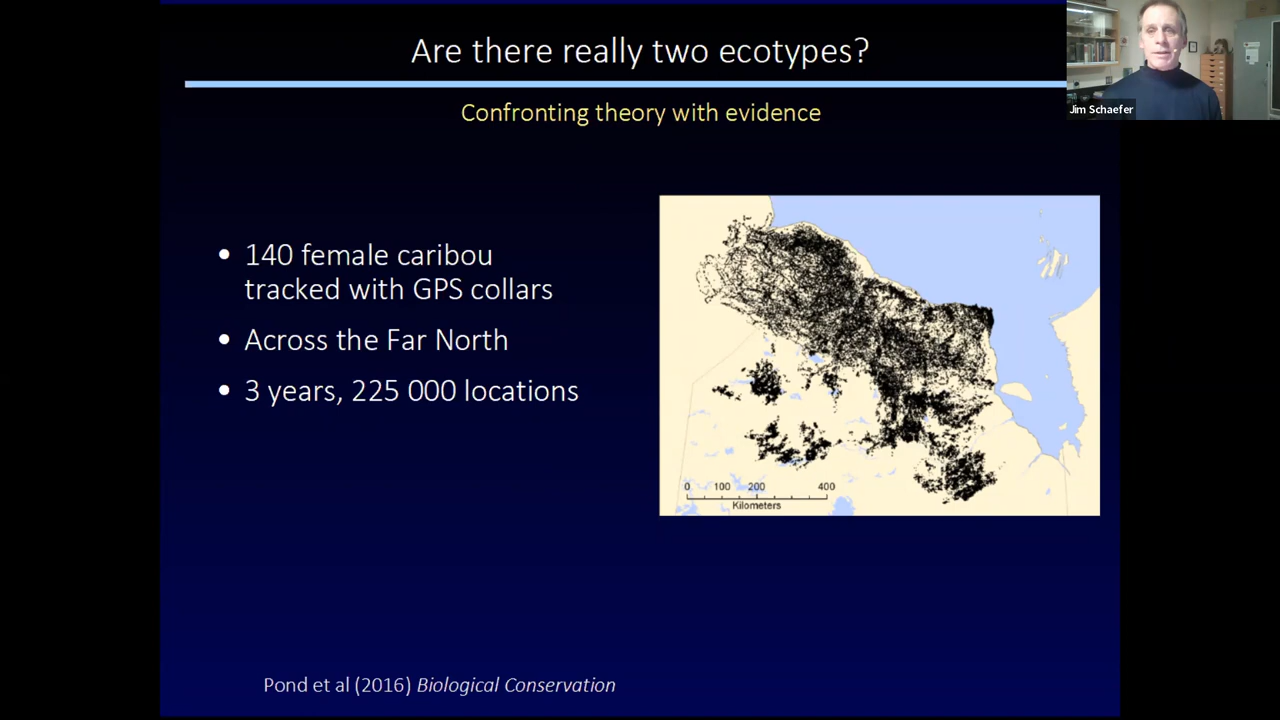 Are there really two ecotypes?
Jim Schaefer
Confronting theory with evidence
• 140 female caribou
tracked with GPS collars
• Across the Far North
• 3 years, 225 000 locations
0 100 200 400
Kilometers
Pond et al (2016) Biological Conservation